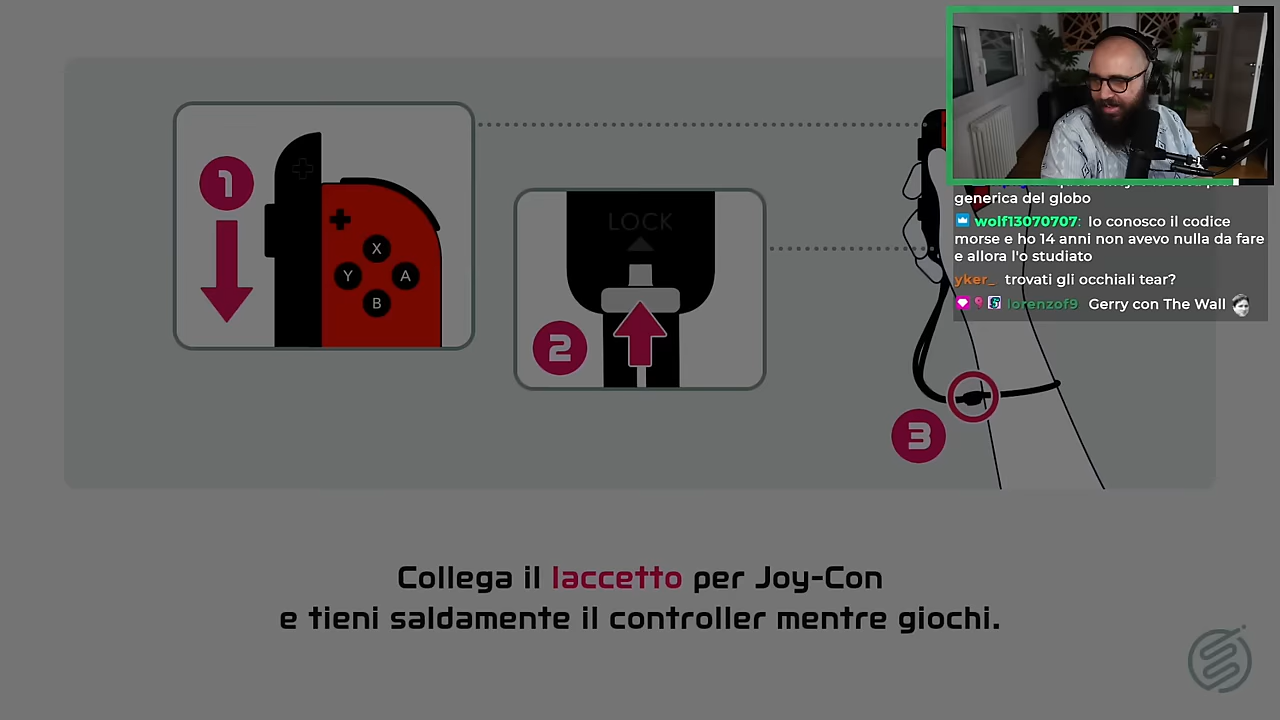 1
X
Y
A
B
LOCK
2
3
generica del globo
wolf13070707: Io conosco il codice
morse e ho 14 anni non avevo nulla da fare
e allora l'o studiato
yker_ trovati gli occhiali tear?
lorenzof9 Gerry con The Wall
Collega il laccetto per Joy-Con
e tieni saldamente il controller mentre giochi.